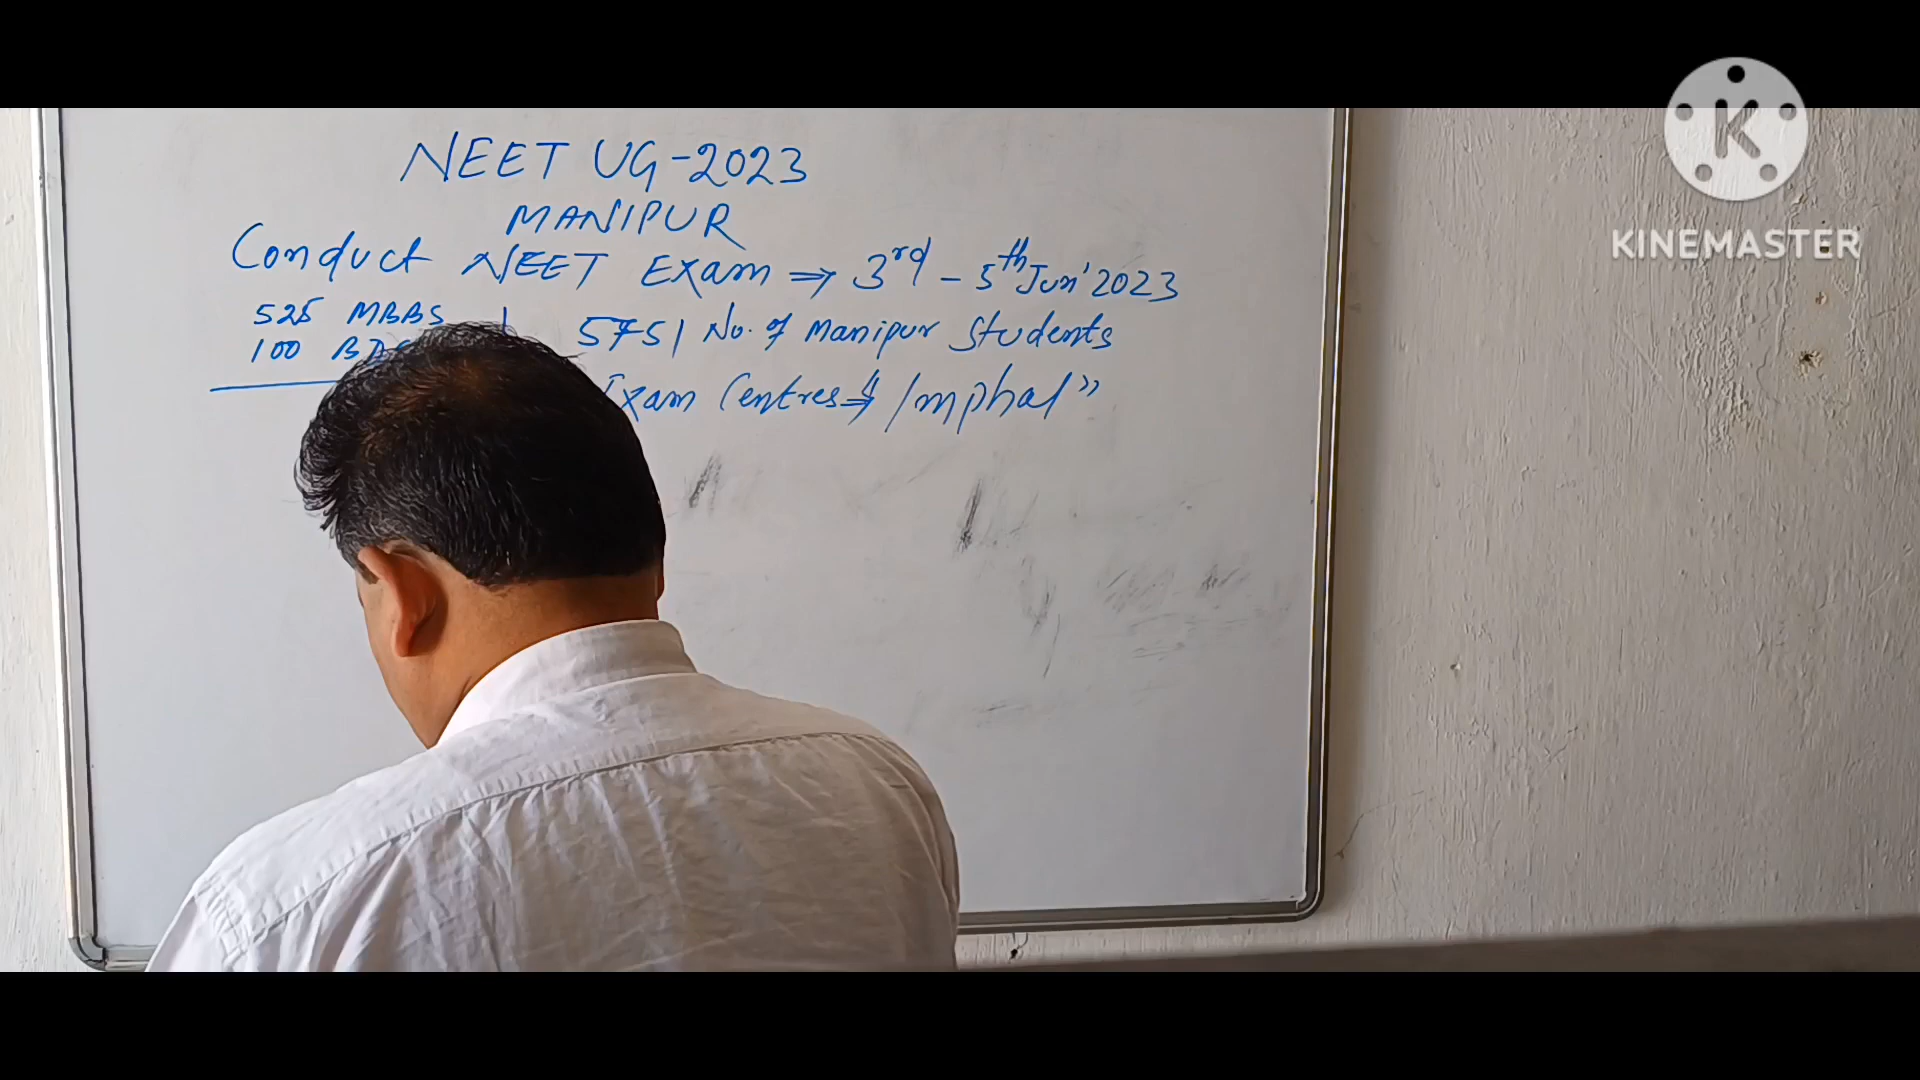 NEET UG-2023
MANIPUR
Conduct NEET Exam ⇒ 3rd - 5th Jun' 2023
525 MBBS
100
5751 No. of Manipur Students
Exam Centres ⇒ "Imphal"
K
KINEMASTER